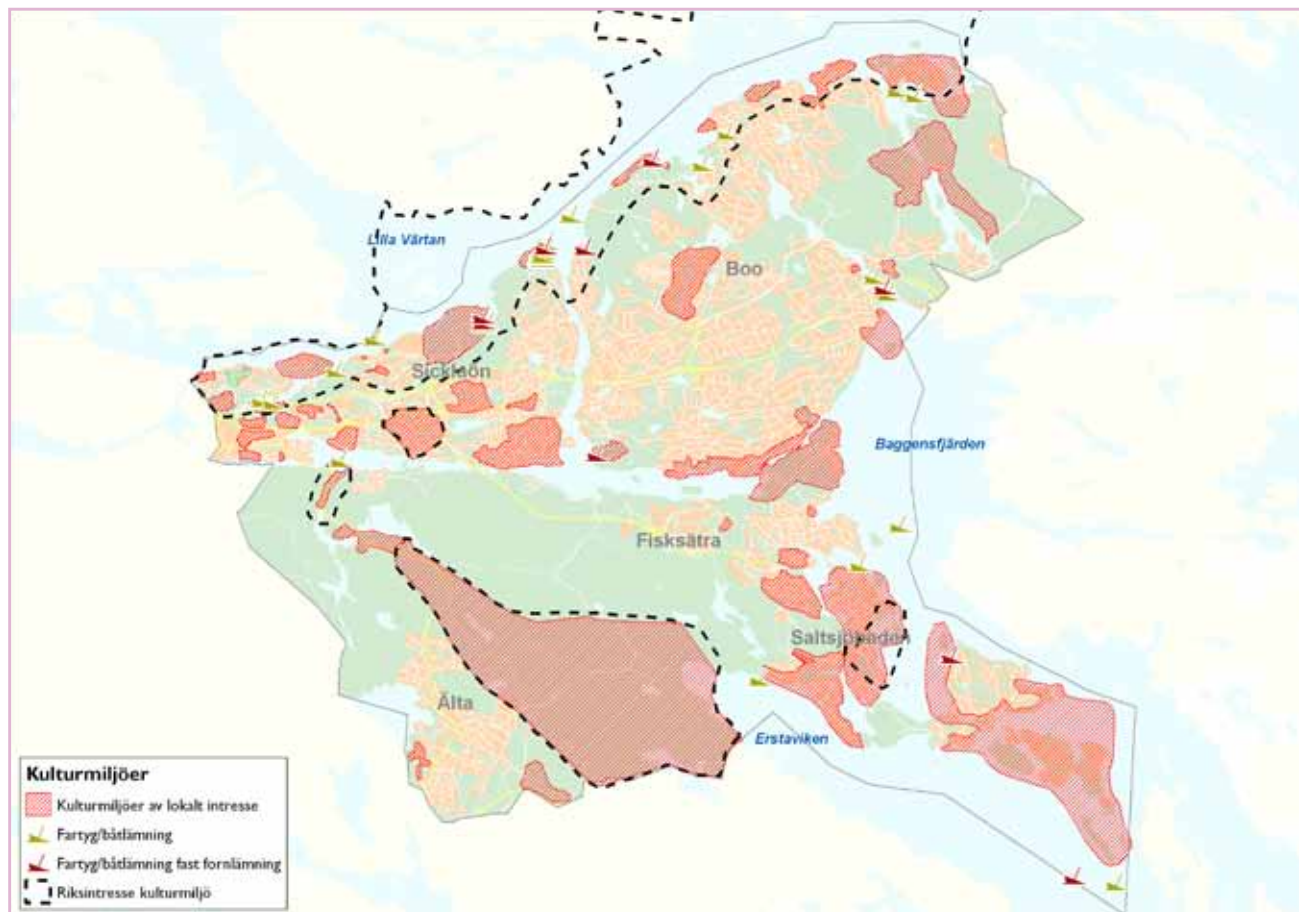 Lilla Värtan
Boo
Sicklaön
Baggensfjärden
Fisksätra
Saltsjöbaden
Älta
Erstaviken
Kulturmiljöer
Kulturmiljöer av lokalt intresse
Fartyg/båtlämning
Fartyg/båtlämning fast fornlämning
Riksintresse kulturmiljö